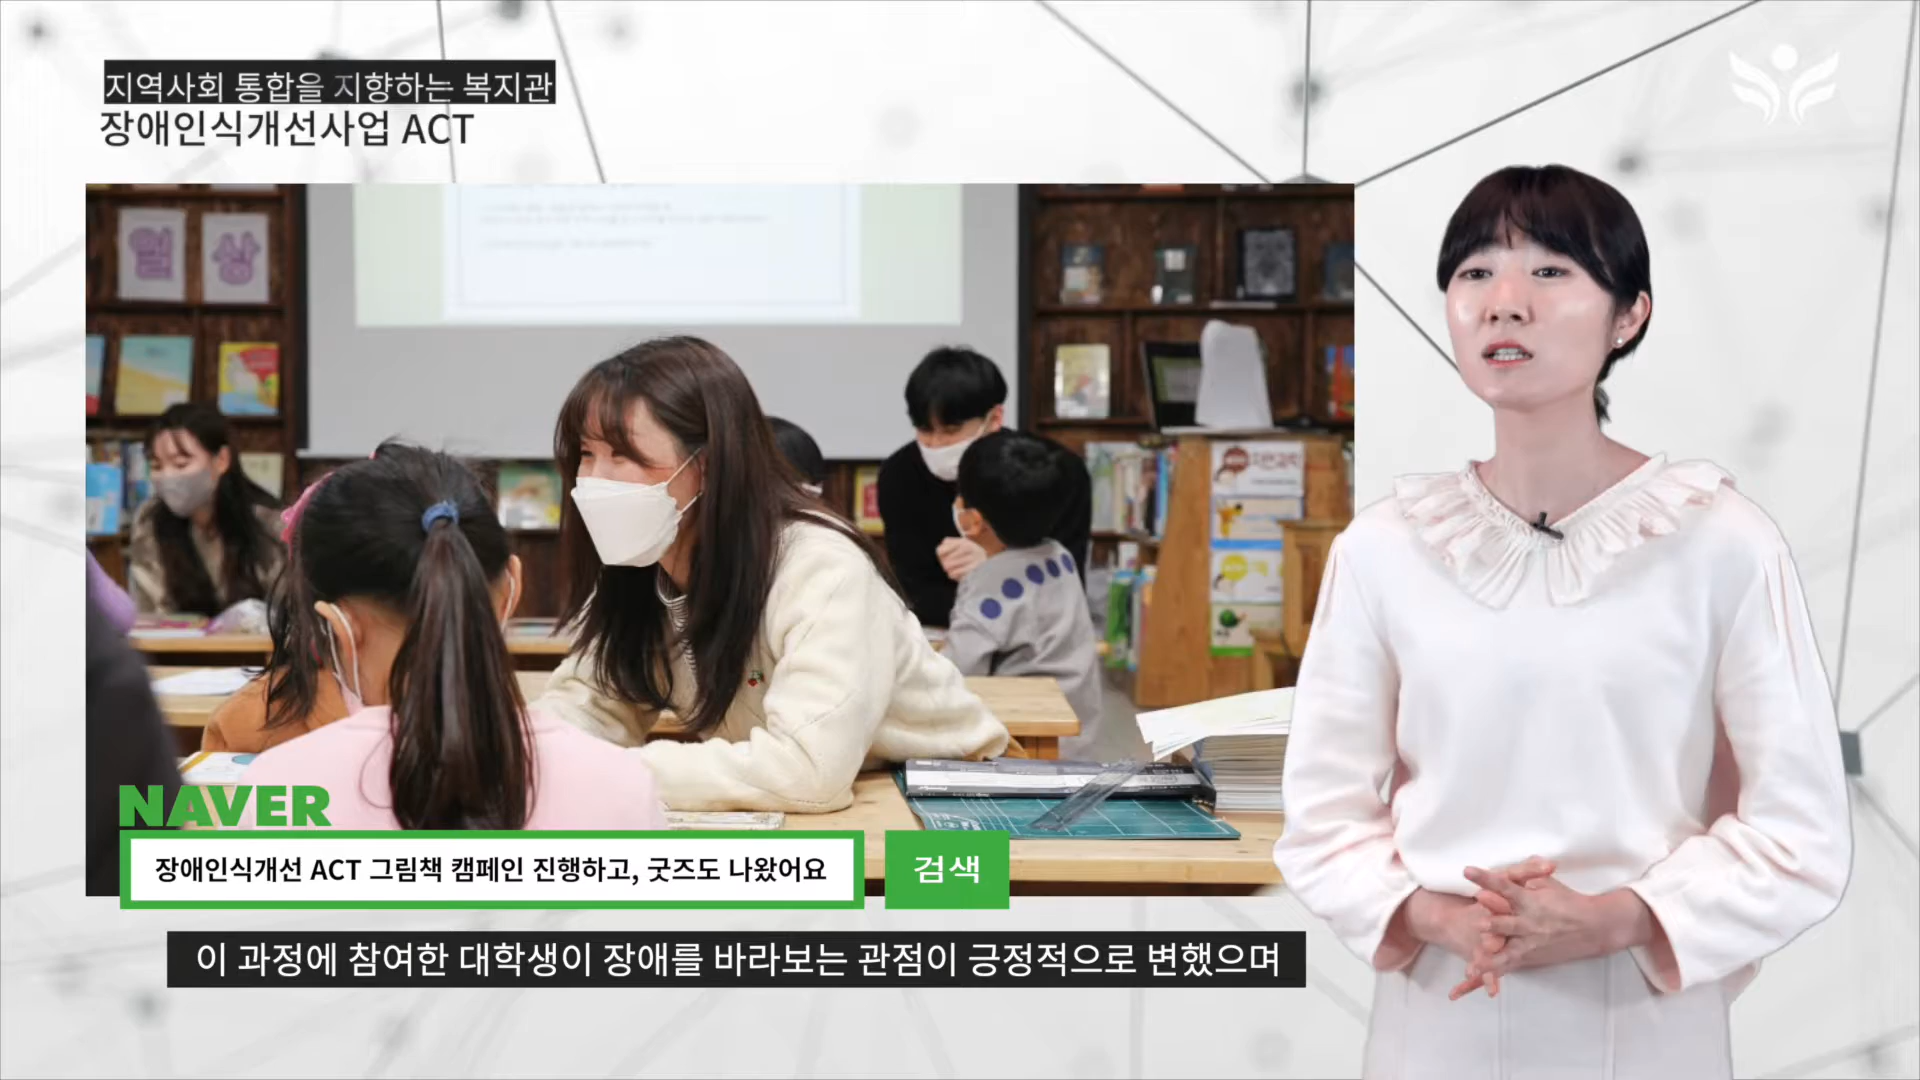 지역사회 통합을 지향하는 복지관
장애인식개선사업 ACT
일상
NAVER
장애인식개선 ACT 그림책 캠페인 진행하고, 굿즈도 나왔어요
검색
이 과정에 참여한 대학생이 장애를 바라보는 관점이 긍정적으로 변했으며